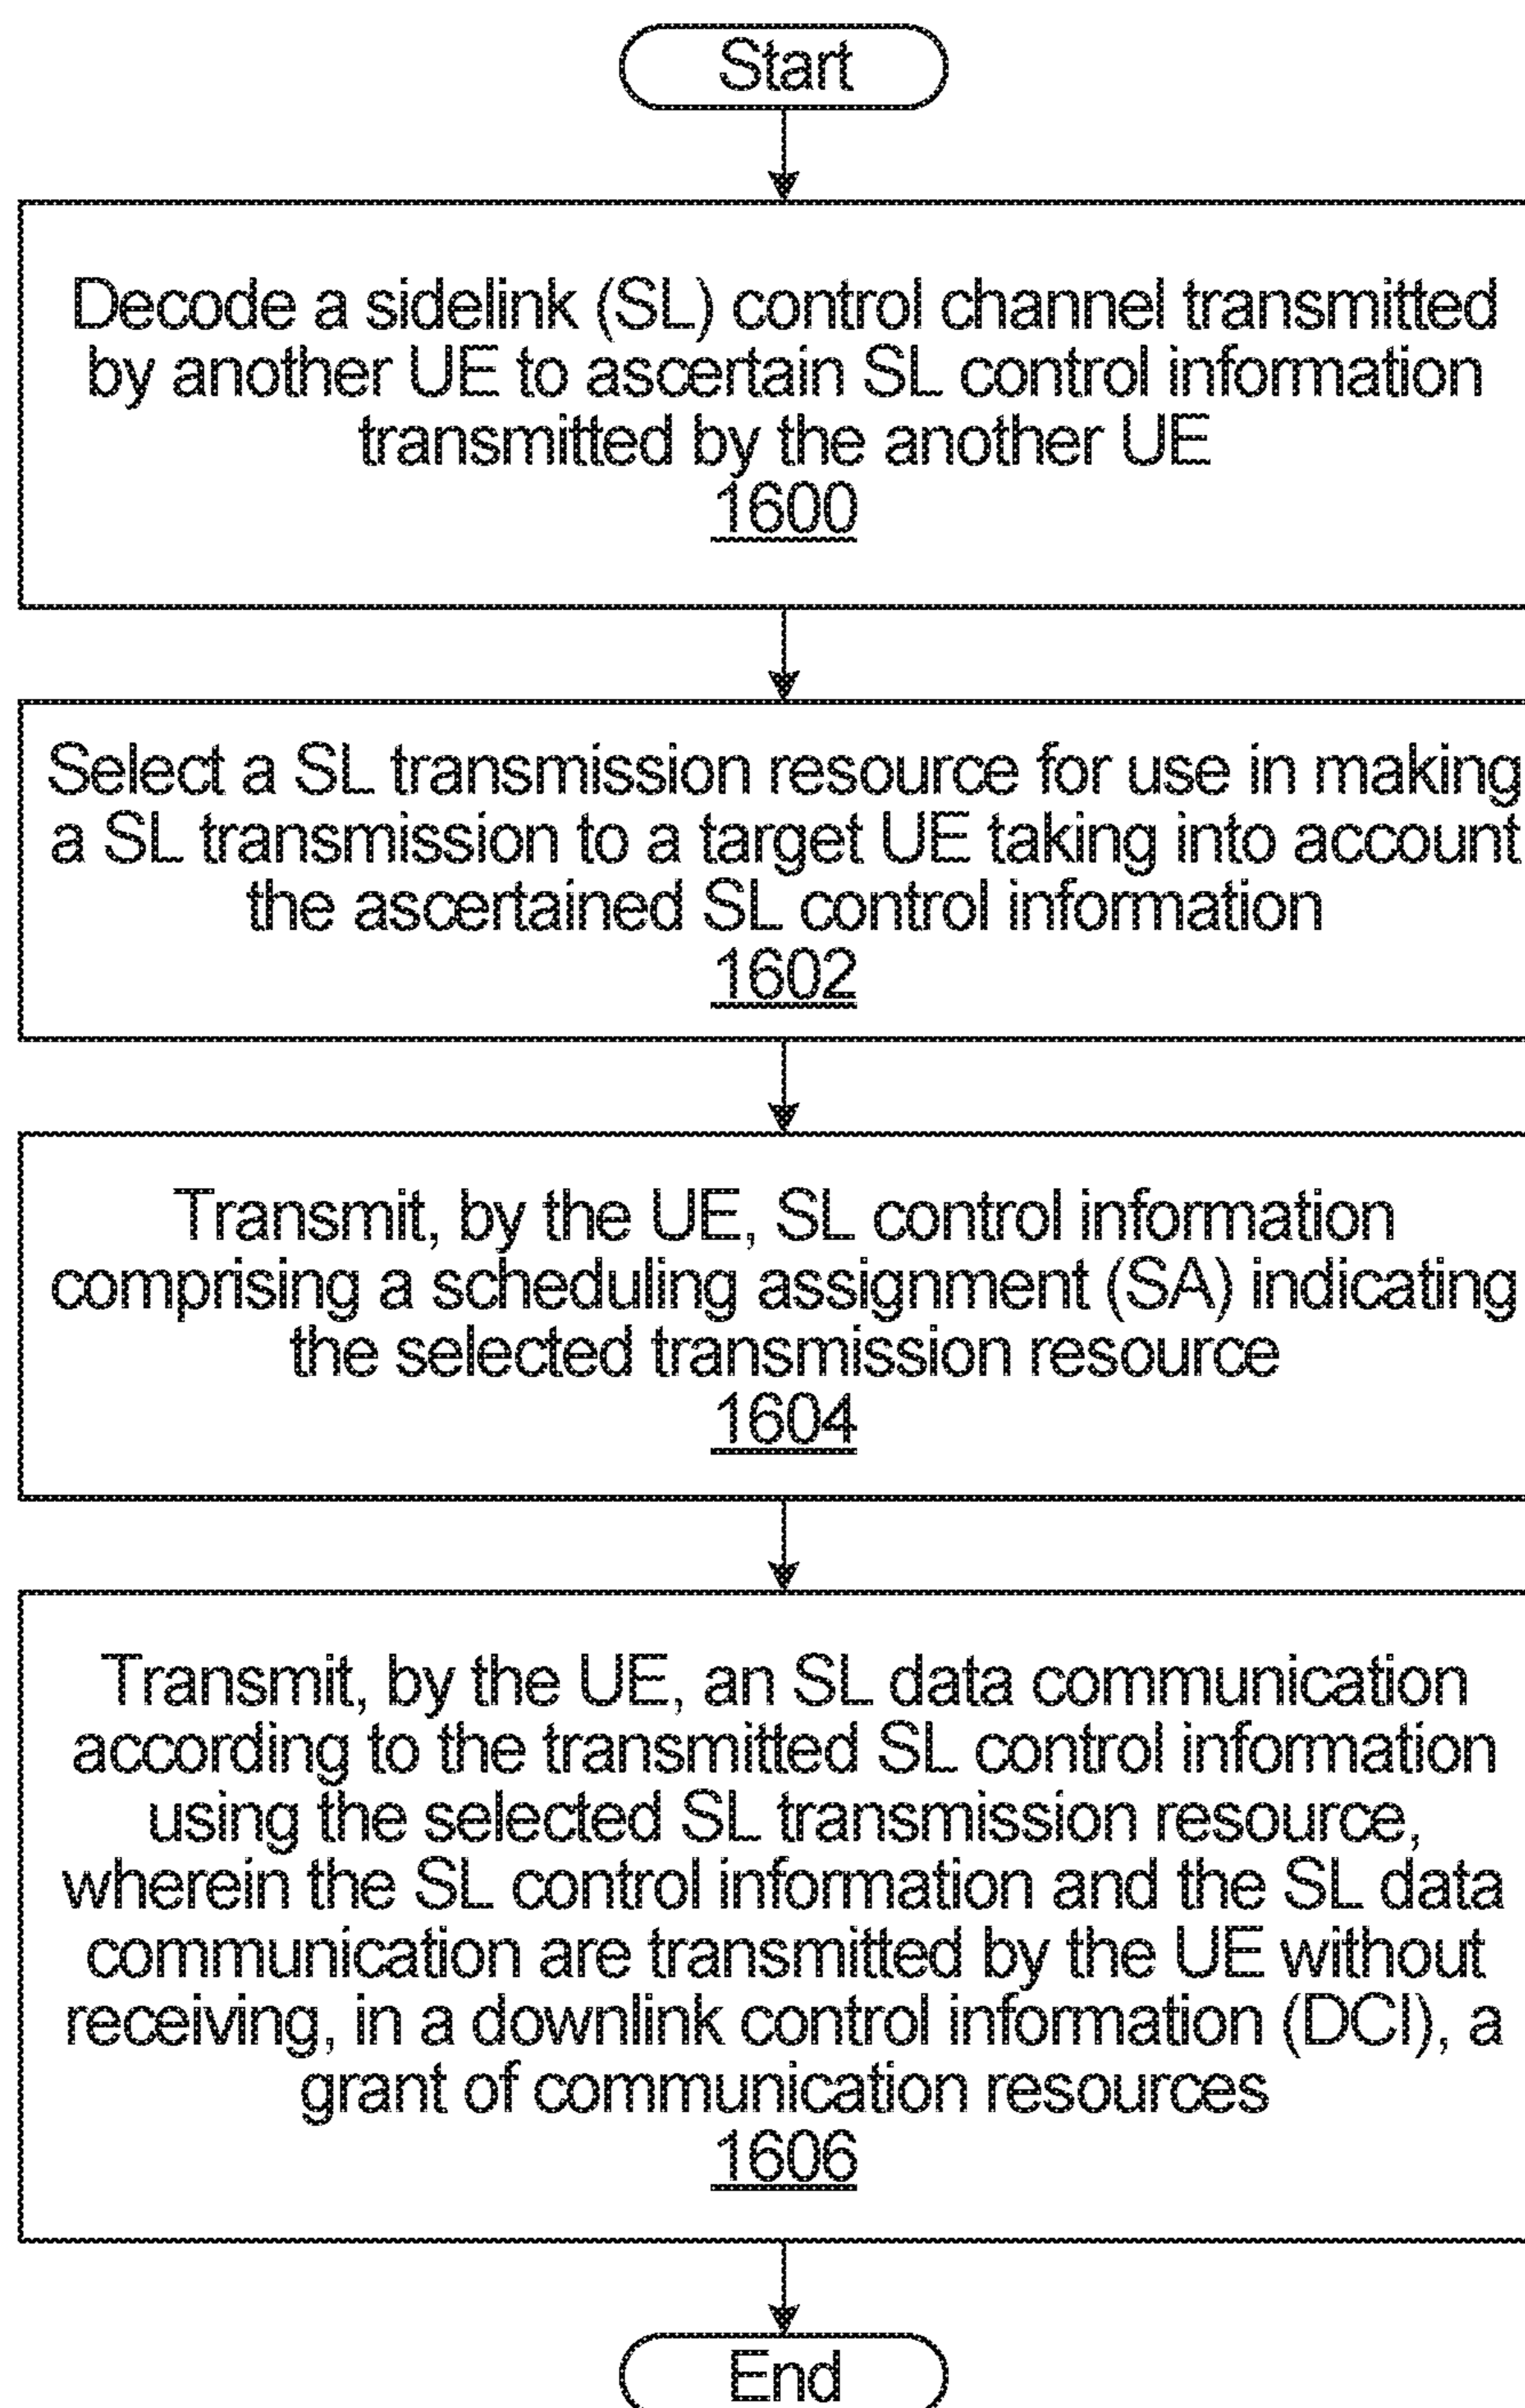 Start
Decode a sidelink (SL) control channel transmitted
by another UE to ascertain SL control information
transmitted by the another UE
1600
Select a SL transmission resource for use in making
a SL transmission to a target UE taking into account
the ascertained SL control information
1602
Transmit, by the UE, SL control information
comprising a scheduling assignment (SA) indicating
the selected transmission resource
1604
Transmit, by the UE, an SL data communication
according to the transmitted SL control information
using the selected SL transmission resource,
wherein the SL control information and the SL data
communication are transmitted by the UE without
receiving, in a downlink control information (DCI), a
grant of communication resources
1606
End